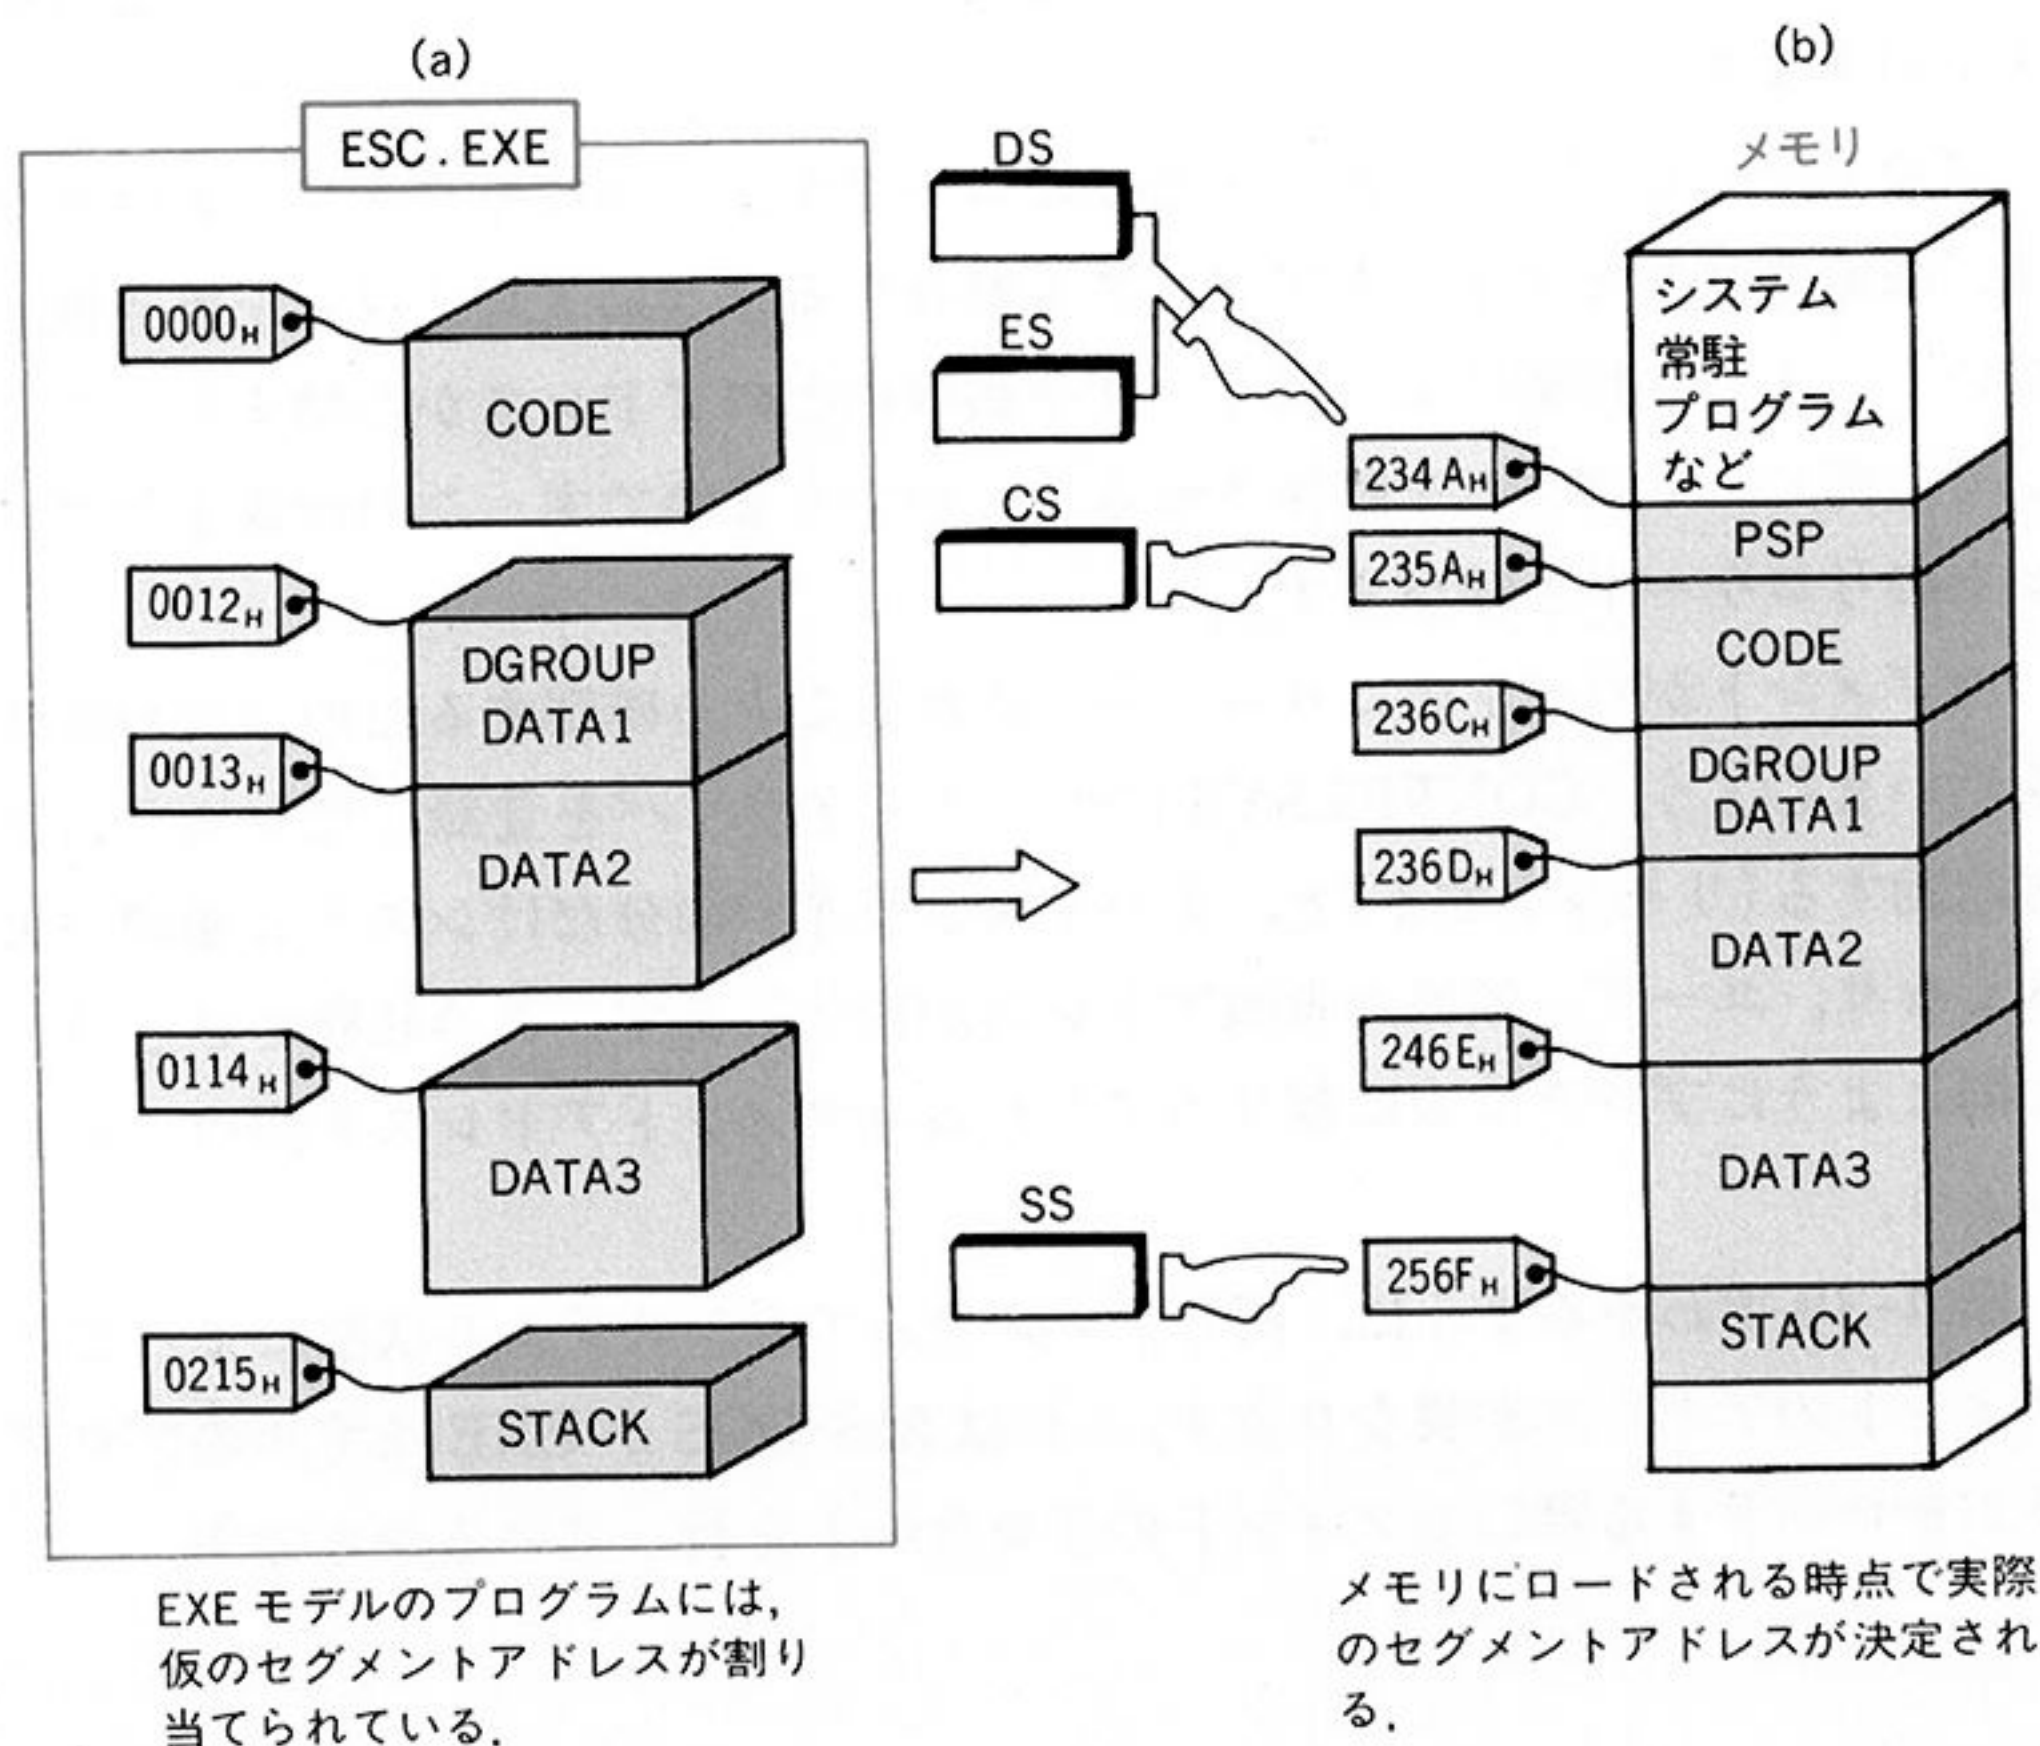 (a)
ESC.EXE
0000H
CODE
0012H
DGROUP
DATA1
0013H
DATA2
0114H
DATA3
0215H
STACK
EXE モデルのプログラムには,
仮のセグメントアドレスが割り
当てられている.
DS
ES
CS
SS
(b)
メモリ
システム
常駐
プログラム
など
234AH
PSP
235AH
CODE
236CH
DGROUP
DATA1
236DH
DATA2
246EH
DATA3
256FH
STACK
メモリにロードされる時点で実際
のセグメントアドレスが決定され
る.